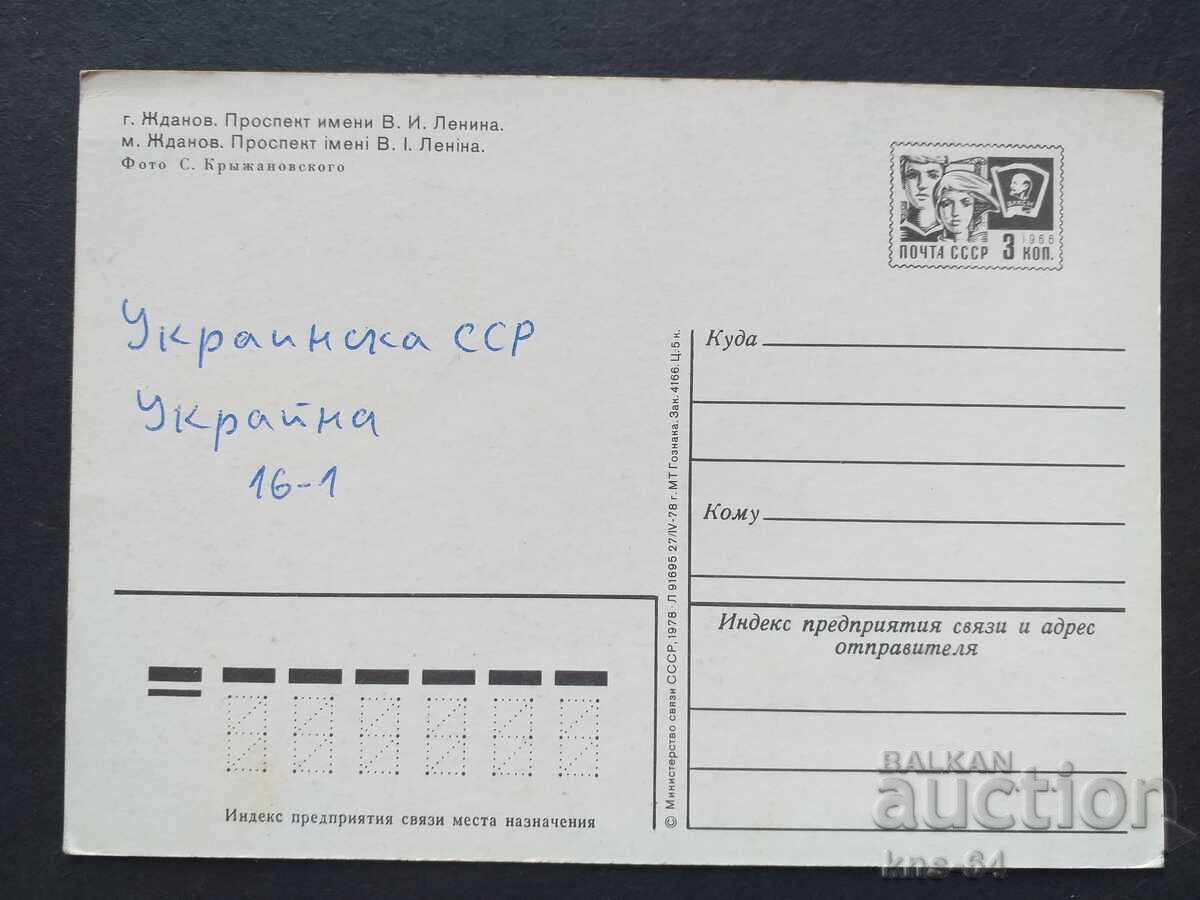 г. Жданов. Проспект имени В. И. Ленина.
м. Жданов. Проспект імені В. І. Леніна.
Фото С. Крыжановского
ВЛКСМ
1966
ПОЧТА СССР 3 КОП.
Украинска ССР
Украйна
16-1
Куда
Кому
Индекс предприятия связи и адрес
отправителя
© Министерство связи СССР, 1978. Л 91695 27/IV-78 г. МТ Гознака. Зак. 4166. Ц. 5 к.
Индекс предприятия связи места назначения
BALKAN
auction
kns-64